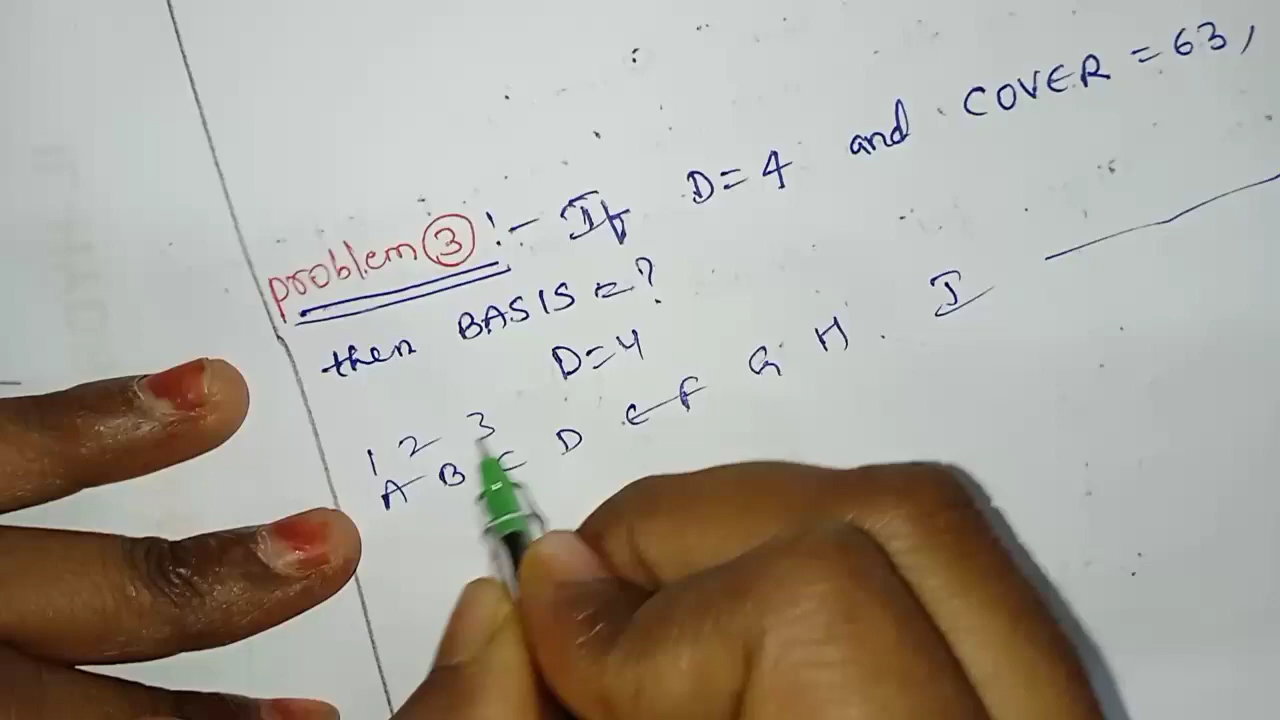 problem ③ :- If D=4 and COVER = 63,
then BASIS = ?
D=4
1 2 3
A B C D E F G H I